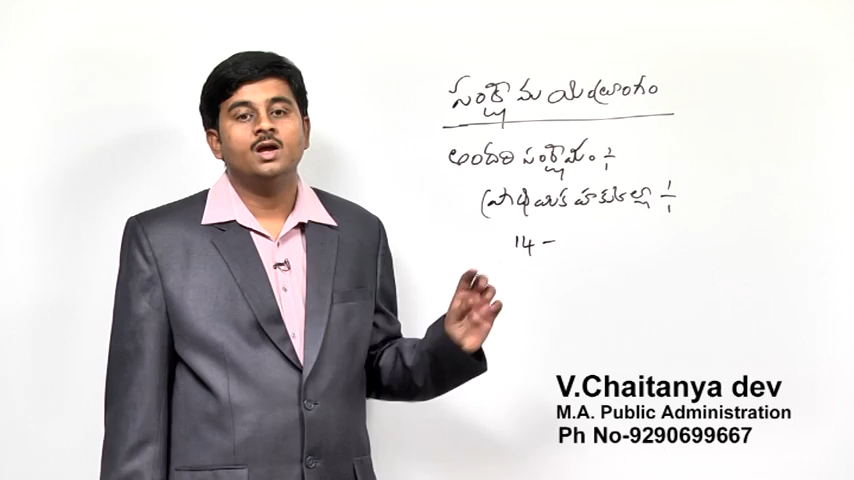 సంక్షేమ యంత్రాంగం
అందరి సంక్షేమం :-
ప్రాథమిక హక్కుల్లో :-
14 -
V.Chaitanya dev
M.A. Public Administration
Ph No-9290699667